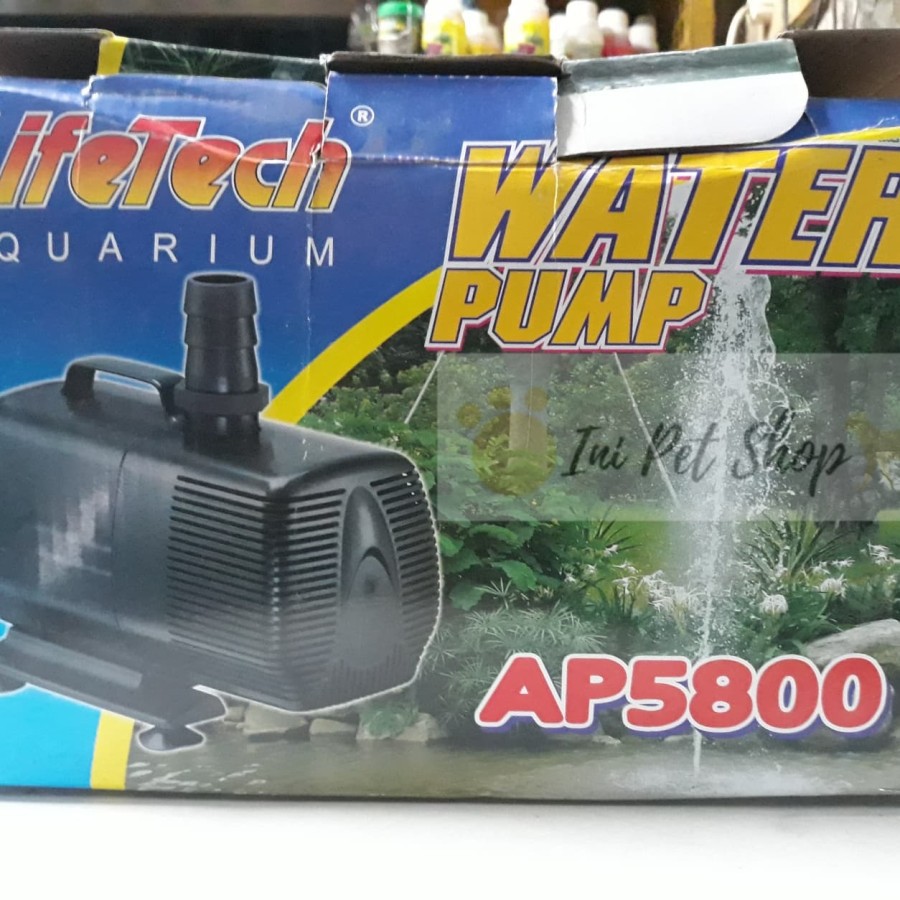 ifeTech®
QUARIUM
WATER
PUMP
Ini Pet Shop
AP5800